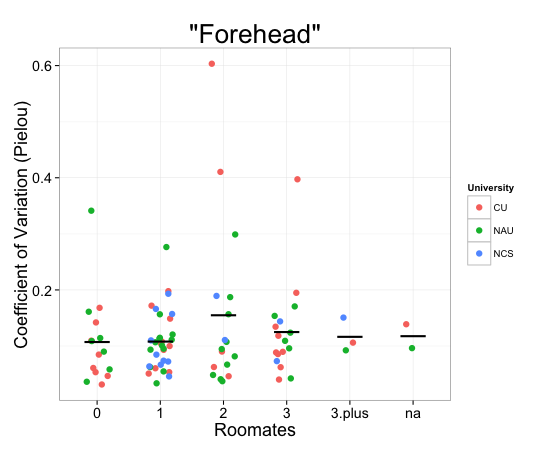 "Forehead"
Coefficient of Variation (Pielou)
0.6
0.4
0.2
0 1 2 3 3.plus na
Roomates
University
CU
NAU
NCS